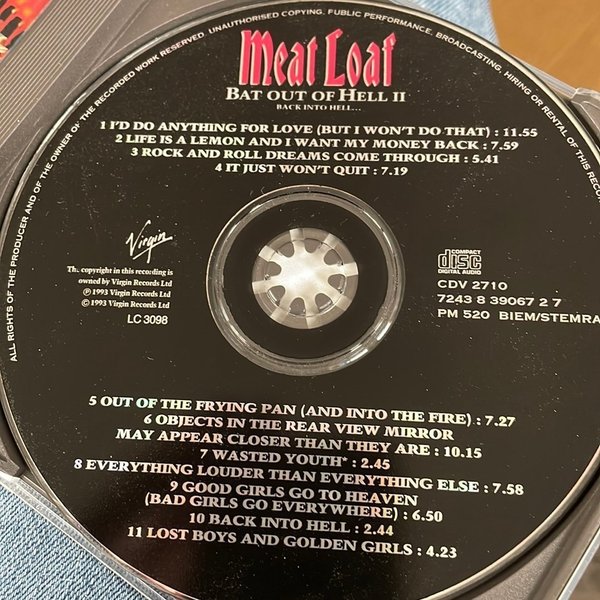 ALL RIGHTS OF THE PRODUCER AND OF THE OWNER OF THE RECORDED WORK RESERVED. UNAUTHORISED COPYING, PUBLIC PERFORMANCE, BROADCASTING, HIRING OR RENTAL OF THIS RECO
Meat Loaf
BAT OUT OF HELL II
BACK INTO HELL...
1 I'D DO ANYTHING FOR LOVE (BUT I WON'T DO THAT) : 11.55
2 LIFE IS A LEMON AND I WANT MY MONEY BACK : 7.59
3 ROCK AND ROLL DREAMS COME THROUGH : 5.41
4 IT JUST WON'T QUIT : 7.19
Virgin
The copyright in this recording is
owned by Virgin Records Ltd
Ⓟ 1993 Virgin Records Ltd
© 1993 Virgin Records Ltd
LC 3098
COMPACT
disc
DIGITAL AUDIO
CDV 2710
7243 8 39067 2 7
PM 520 BIEM/STEMRA
5 OUT OF THE FRYING PAN (AND INTO THE FIRE) : 7.27
6 OBJECTS IN THE REAR VIEW MIRROR
MAY APPEAR CLOSER THAN THEY ARE : 10.15
7 WASTED YOUTH* : 2.45
8 EVERYTHING LOUDER THAN EVERYTHING ELSE : 7.58
9 GOOD GIRLS GO TO HEAVEN
(BAD GIRLS GO EVERYWHERE) : 6.50
10 BACK INTO HELL : 2.44
11 LOST BOYS AND GOLDEN GIRLS : 4.23